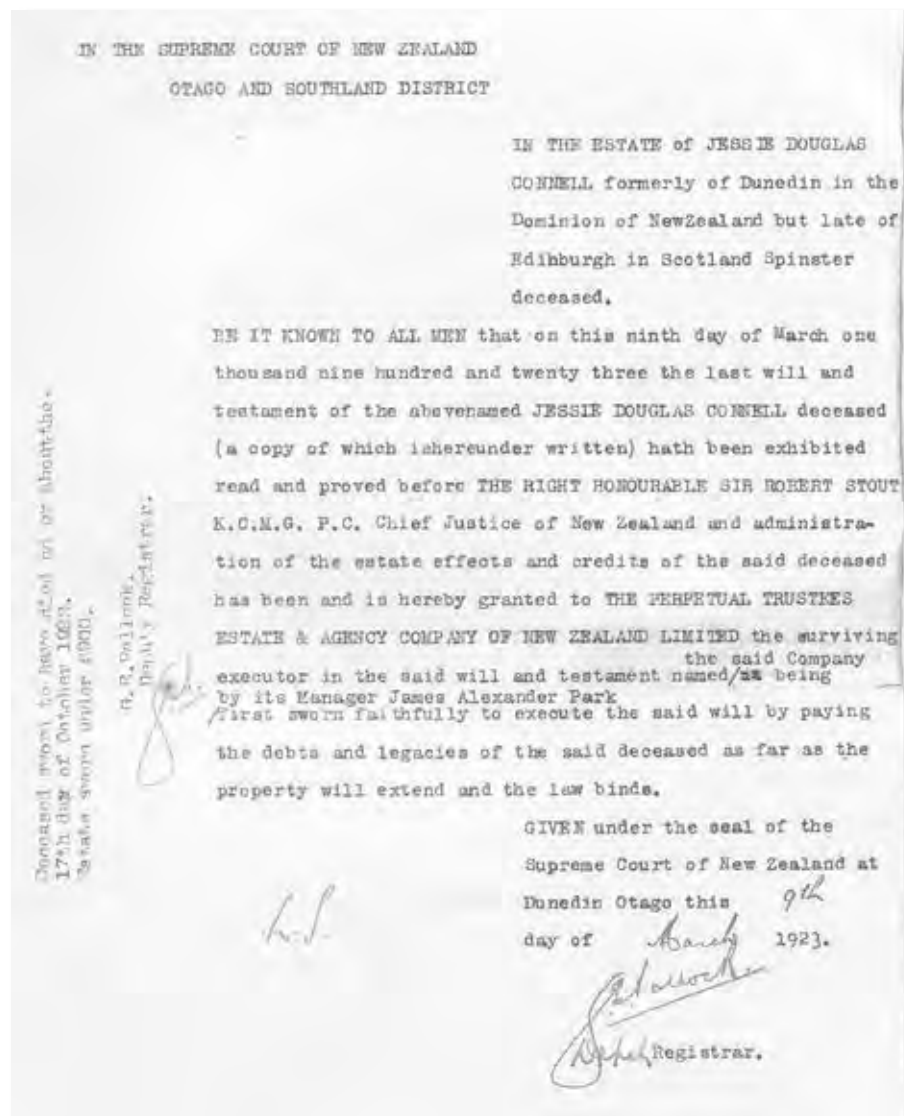 IN THE SUPREME COURT OF NEW ZEALAND
OTAGO AND SOUTHLAND DISTRICT
IN THE ESTATE of JESSIE DOUGLAS
CONNELL formerly of Dunedin in the
Dominion of NewZealand but late of
Edihburgh in Scotland Spinster
deceased.
BE IT KNOWN TO ALL MEN that on this ninth day of March one
thousand nine hundred and twenty three the last will and
testament of the abovenamed JESSIE DOUGLAS CONNELL deceased
(a copy of which ishereunder written) hath been exhibited
read and proved before THE RIGHT HONOURABLE SIR ROBERT STOUT
K.C.M.G. P.C. Chief Justice of New Zealand and administra-
tion of the estate effects and credits of the said deceased
has been and is hereby granted to THE PERPETUAL TRUSTEES
ESTATE & AGENCY COMPANY OF NEW ZEALAND LIMITED the surviving
the said Company
executor in the said will and testament named/ being
by its Manager James Alexander Park
/first sworn faithfully to execute the said will by paying
the debts and legacies of the said deceased as far as the
property will extend and the law binds.
GIVEN under the seal of the
Supreme Court of New Zealand at
Dunedin Otago this 9th
day of March 1923.
L.S.
Pollock
Deputy Registrar.
Deceased sworn to have died on or about the
17th day of October
Estate sworn under
Pollock.
Deputy Registrar.